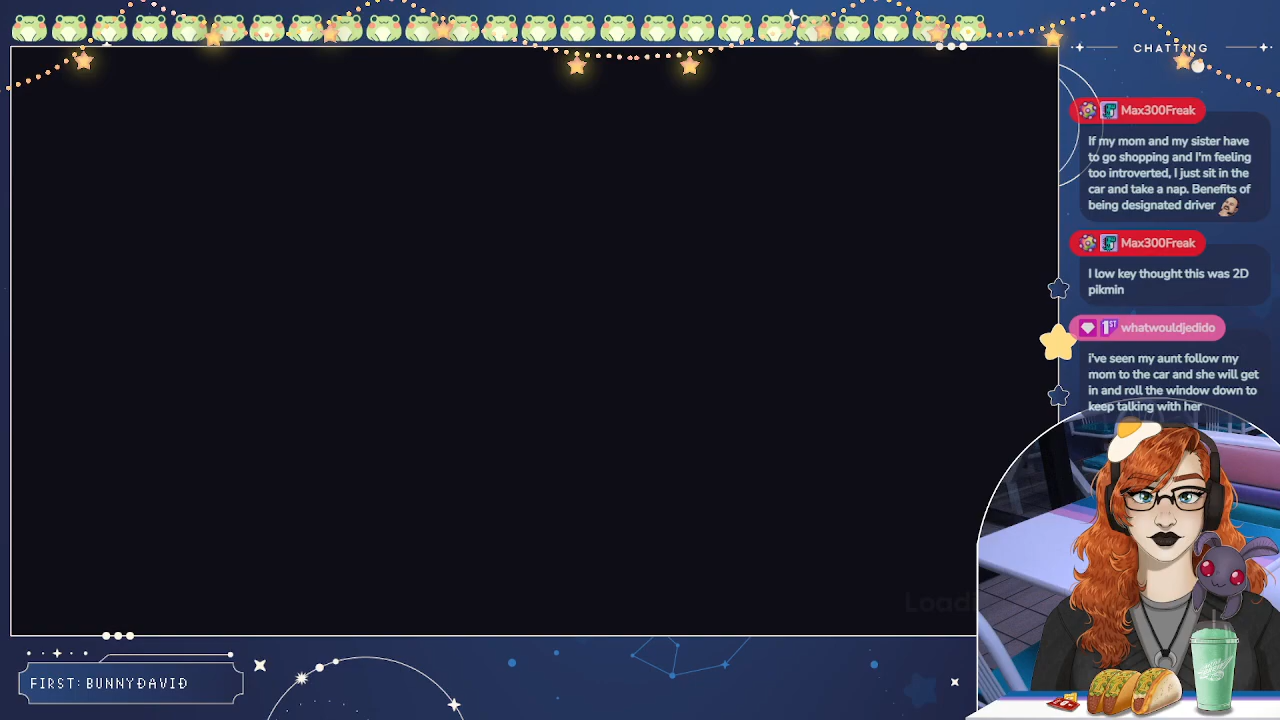 CHATTING
Max300Freak
If my mom and my sister have
to go shopping and I'm feeling
too introverted, I just sit in the
car and take a nap. Benefits of
being designated driver
Max300Freak
I low key thought this was 2D
pikmin
1ST whatwouldjedido
i've seen my aunt follow my
mom to the car and she will get
in and roll the window down to
keep talking with her
Loadi
FIRST: BUNNYDAVID